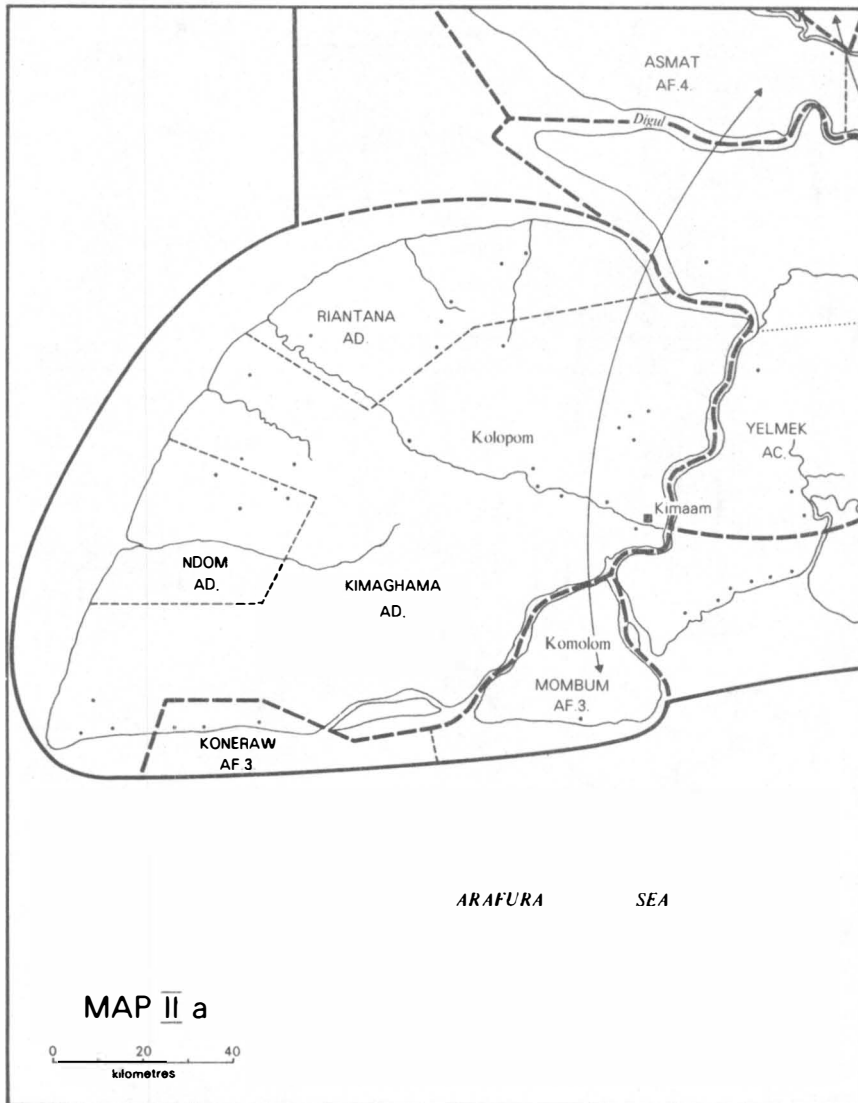 ASMAT
AF.4.
Digul
RIANTANA
AD.
Kolopom
YELMEK
AC.
Kimaam
NDOM
AD.
KIMAGHAMA
AD.
Komolom
MOMBUM
AF.3.
KONERAW
AF 3
ARAFURA SEA
MAP II a
0 20 40
kilometres